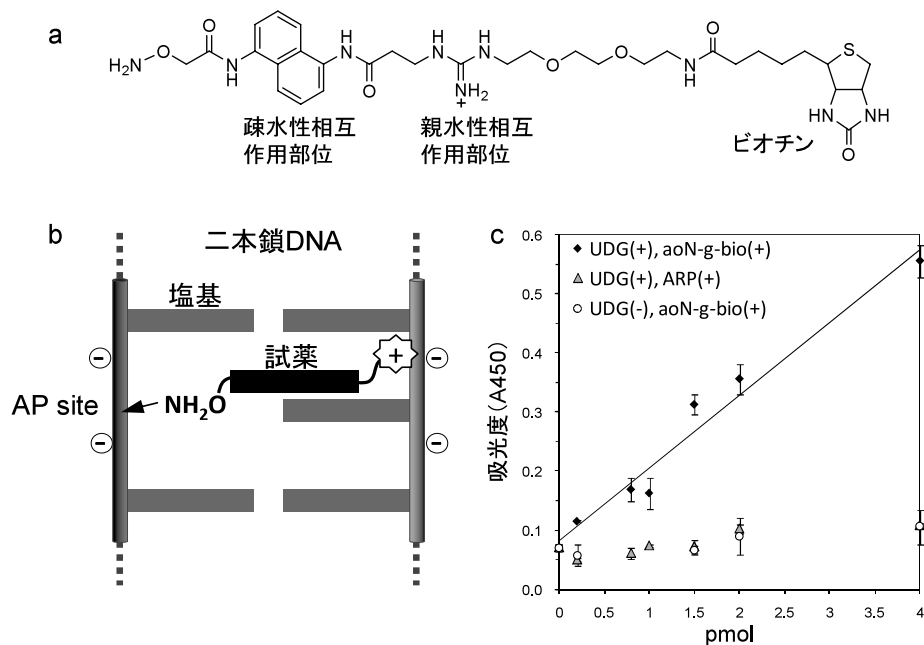 a
O
O
H2N
N
H
H
N
O
H
N
H
N
NH2
+
O
O
N
H
O
S
HN
NH
O
疎水性相互
作用部位
親水性相互
作用部位
ビオチン
b
二本鎖DNA
塩基
試薬
+
AP site
NH2O
c
UDG(+), aoN-g-bio(+)
UDG(+), ARP(+)
UDG(-), aoN-g-bio(+)
吸光度(A450)
0.6
0.5
0.4
0.3
0.2
0.1
0.0
0 0.5 1 1.5 2 2.5 3 3.5 4
pmol